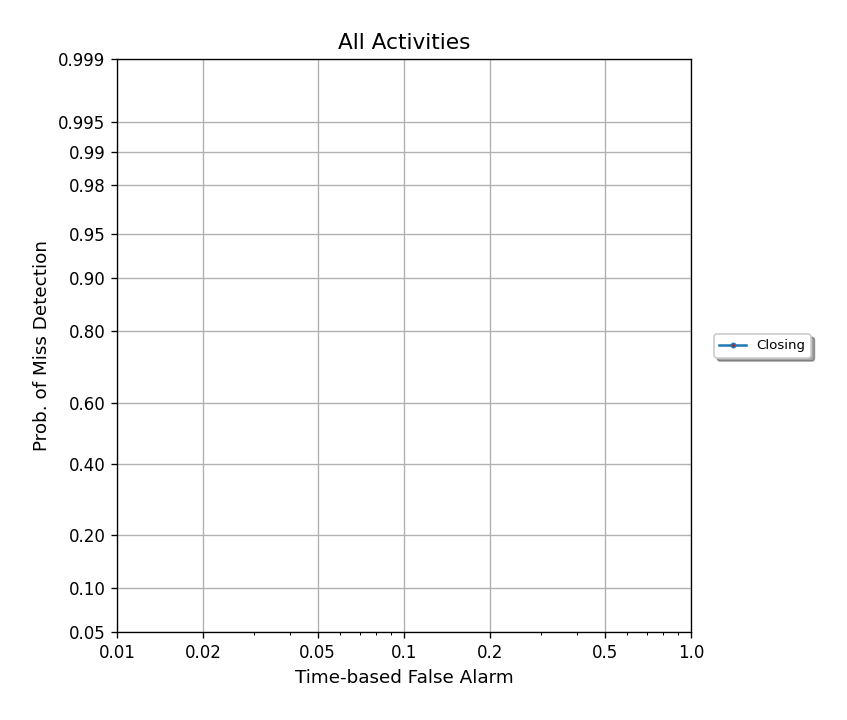 All Activities
0.999
0.995
0.99
0.98
0.95
0.90
0.80
0.60
0.40
0.20
0.10
0.05
Prob. of Miss Detection
0.01 0.02 0.05 0.1 0.2 0.5 1.0
Time-based False Alarm
Closing